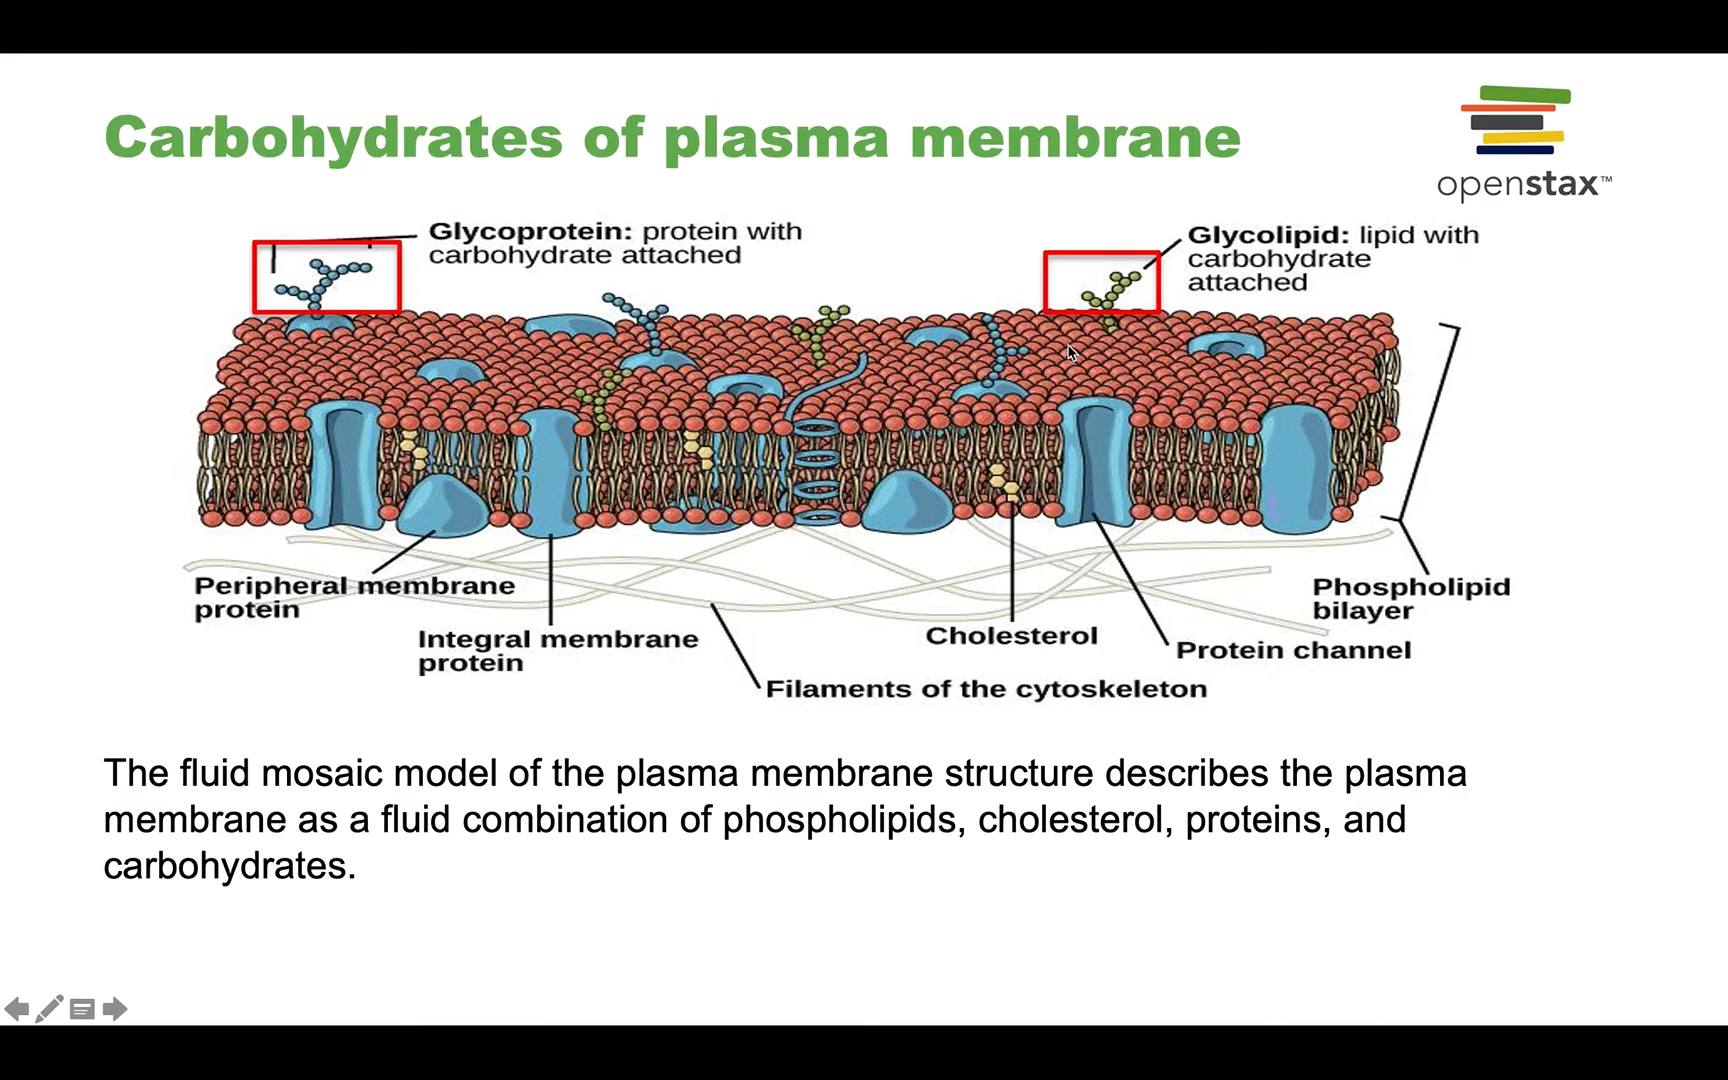 Carbohydrates of plasma membrane
openstax™
Glycoprotein: protein with
carbohydrate attached
Glycolipid: lipid with
carbohydrate
attached
Peripheral membrane
protein
Integral membrane
protein
Filaments of the cytoskeleton
Cholesterol
Protein channel
Phospholipid
bilayer
The fluid mosaic model of the plasma membrane structure describes the plasma
membrane as a fluid combination of phospholipids, cholesterol, proteins, and
carbohydrates.